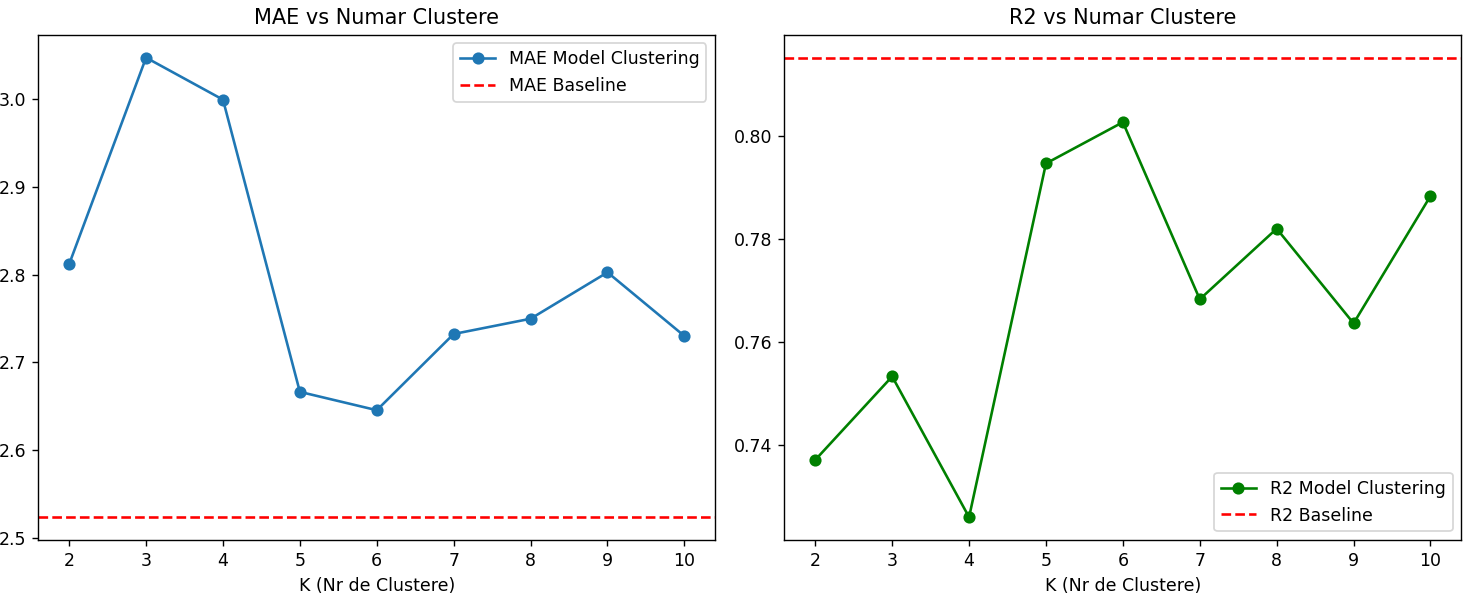 MAE vs Numar Clustere
MAE Model Clustering
MAE Baseline
3.0
2.9
2.8
2.7
2.6
2.5
2 3 4 5 6 7 8 9 10
K (Nr de Clustere)
R2 vs Numar Clustere
0.80
0.78
0.76
0.74
R2 Model Clustering
R2 Baseline
2 3 4 5 6 7 8 9 10
K (Nr de Clustere)